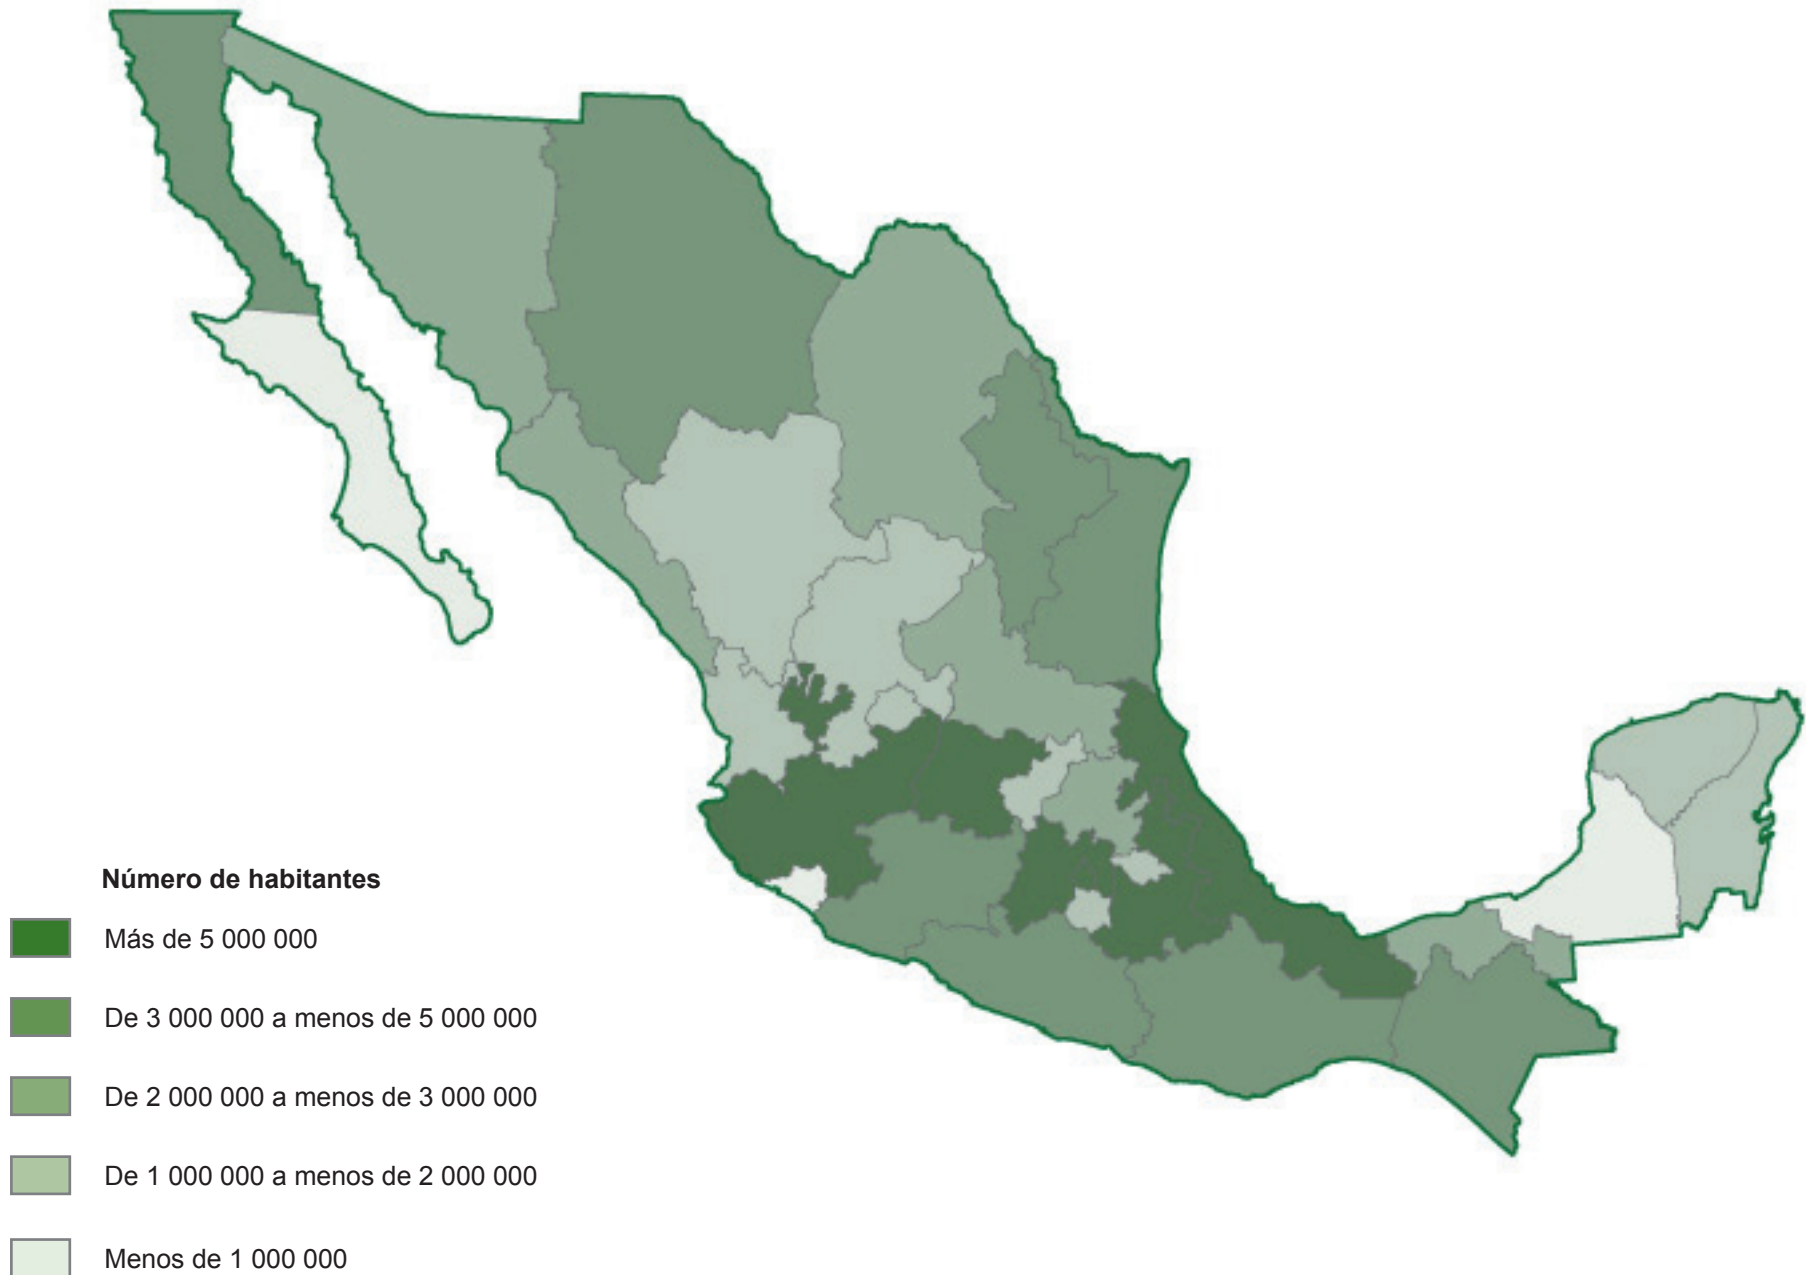 Número de habitantes
Más de 5 000 000
De 3 000 000 a menos de 5 000 000
De 2 000 000 a menos de 3 000 000
De 1 000 000 a menos de 2 000 000
Menos de 1 000 000